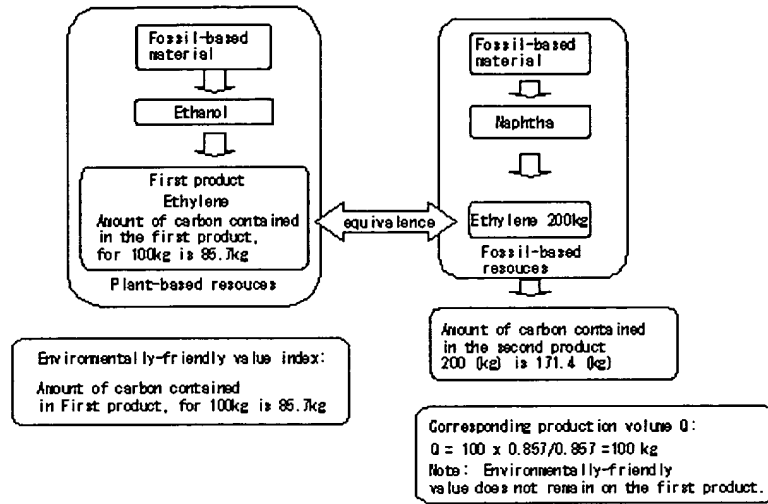 Fossil-based
material
Ethanol
First product
Ethylene
Amount of carbon contained
in the first product,
for 100kg is 85.7kg
Plant-based resouces
equivalence
Fossil-based
material
Naphtha
Ethylene 200kg
Fossil-based
resouces
Amount of carbon contained
in the second product
200 (kg) is 171.4 (kg)
Environmentally-friendly value index:
Amount of carbon contained
in First product, for 100kg is 85.7kg
Corresponding production volume Q:
Q = 100 x 0.857/0.857 =100 kg
Note: Environmentally-friendly
value does not remain on the first product.